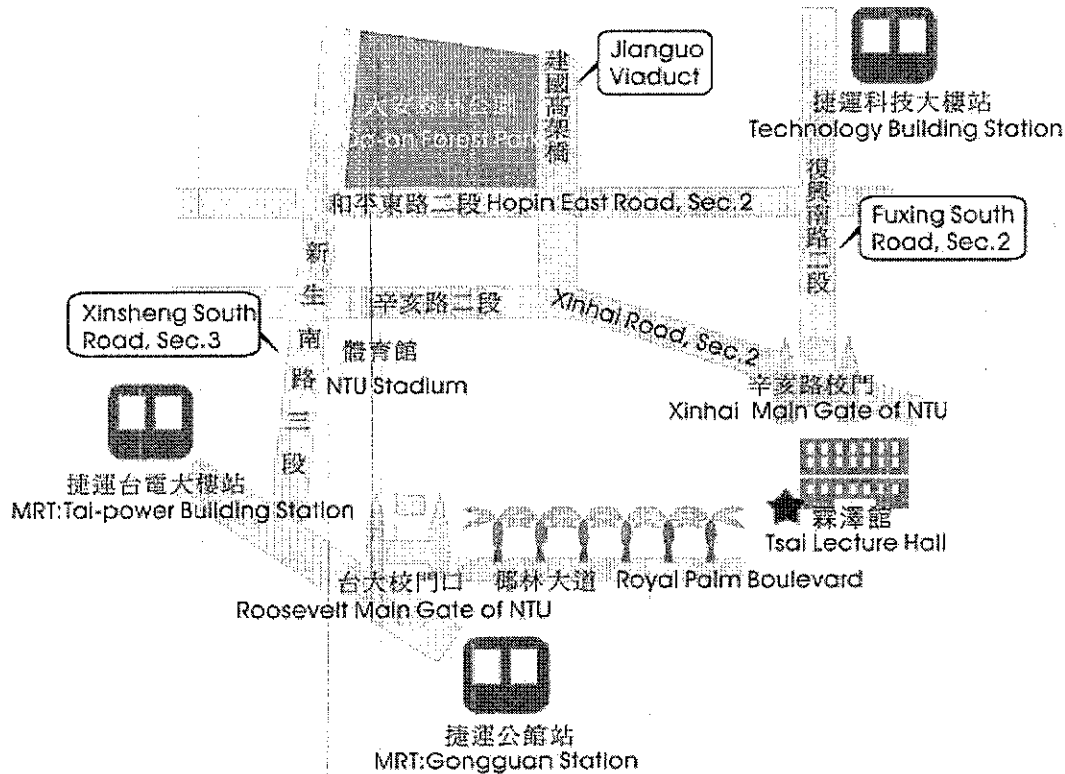 Jianguo
Viaduct
建國高架橋
大安森林公園
Da-an Forest Park
捷運科技大樓站
Technology Building Station
復興南路二段
Fuxing South
Road, Sec.2
和平東路二段 Hopin East Road, Sec.2
新生南路三段
Xinsheng South
Road, Sec.3
辛亥路二段
Xinhai Road, Sec.2
體育館
NTU Stadium
辛亥路校門
Xinhai Main Gate of NTU
捷運台電大樓站
MRT:Tai-power Building Station
霖澤館
Tsai Lecture Hall
台大校門口
Roosevelt Main Gate of NTU
椰林大道 Royal Palm Boulevard
捷運公館站
MRT:Gongguan Station